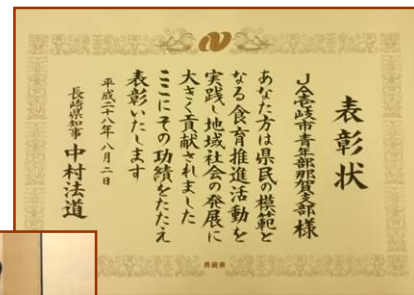 表彰状
JA壱岐市青年部那賀支部様
あなた方は県民の模範と
なる食育推進活動を
実践し地域社会の発展に
大きく貢献されました
ここにその功績をたたえ
表彰いたします
平成二十八年八月二日
長崎県知事 中村法道
長崎県